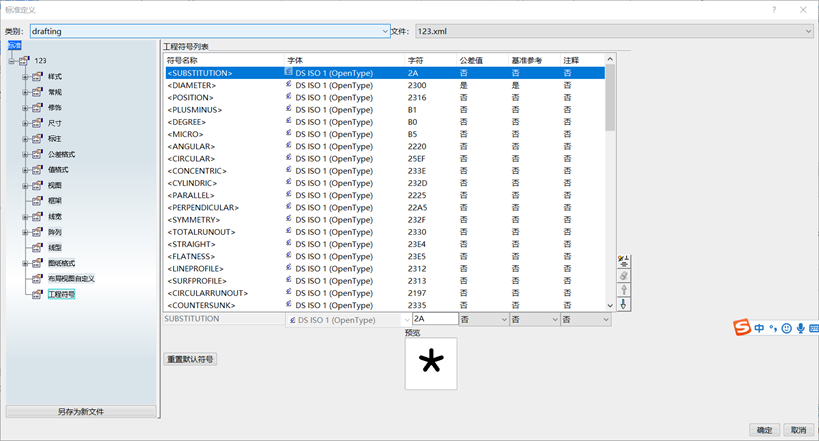 标准定义
类别: drafting 文件: 123.xml
标准
123
样式
常规
修饰
尺寸
标注
公差格式
值格式
视图
框架
线宽
阵列
线型
图纸格式
布局视图自定义
工程符号
另存为新文件
工程符号列表
符号名称 字体 字符 公差值 基准参考 注释
<SUBSTITUTION> DS ISO 1 (OpenType) 2A 否 否 否
<DIAMETER> DS ISO 1 (OpenType) 2300 是 是 否
<POSITION> DS ISO 1 (OpenType) 2316 否 否 否
<PLUSMINUS> DS ISO 1 (OpenType) B1 否 否 否
<DEGREE> DS ISO 1 (OpenType) B0 否 否 否
<MICRO> DS ISO 1 (OpenType) B5 否 否 否
<ANGULAR> DS ISO 1 (OpenType) 2220 否 否 否
<CIRCULAR> DS ISO 1 (OpenType) 25EF 否 否 否
<CONCENTRIC> DS ISO 1 (OpenType) 233E 否 否 否
<CYLINDRIC> DS ISO 1 (OpenType) 232D 否 否 否
<PARALLEL> DS ISO 1 (OpenType) 2225 否 否 否
<PERPENDICULAR> DS ISO 1 (OpenType) 22A5 否 否 否
<SYMMETRY> DS ISO 1 (OpenType) 232F 否 否 否
<TOTALRUNOUT> DS ISO 1 (OpenType) 2330 否 否 否
<STRAIGHT> DS ISO 1 (OpenType) 23E4 否 否 否
<FLATNESS> DS ISO 1 (OpenType) 23E5 否 否 否
<LINEPROFILE> DS ISO 1 (OpenType) 2312 否 否 否
<SURFPROFILE> DS ISO 1 (OpenType) 2313 否 否 否
<CIRCULARRUNOUT> DS ISO 1 (OpenType) 2197 否 否 否
<COUNTERSUNK> DS ISO 1 (OpenType) 2335 否 否 否
SUBSTITUTION DS ISO 1 (OpenType) 2A 否 否 否
预览
*
重置默认符号
S 中
确定 取消